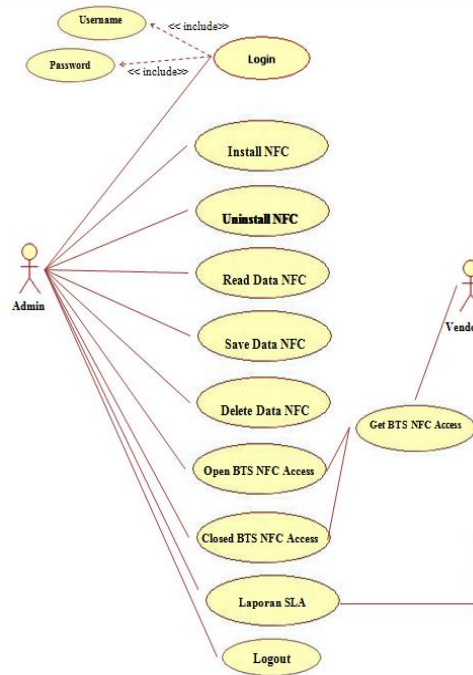 Username
<< include>>
Password
<< include>>
Login
Install NFC
Uninstall NFC
Read Data NFC
Admin
Save Data NFC
Delete Data NFC
Get BTS NFC Access
Open BTS NFC Access
Closed BTS NFC Access
Laporan SLA
Logout